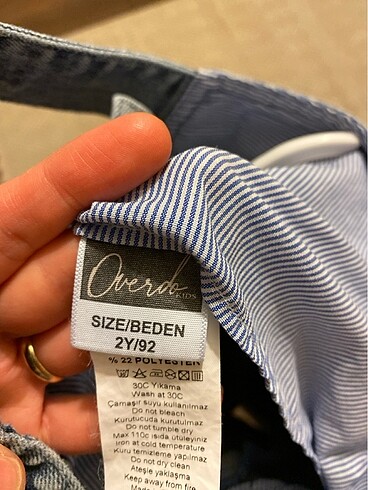 Overdo
KIDS
SIZE/BEDEN
2Y/92
% 22 POLYESTER
30C Yıkama
Wash at 30C
Çamaşır suyu kullanılmaz
Do not bleach
Kurutucuda kurutulmaz
Do not tumble dry
Max 110c ısıda ütüleyiniz
Iron at cold temperature
Kuru temizleme yapılmaz
Do not dry clean
Ateşle yaklaşma
Keep away from fire